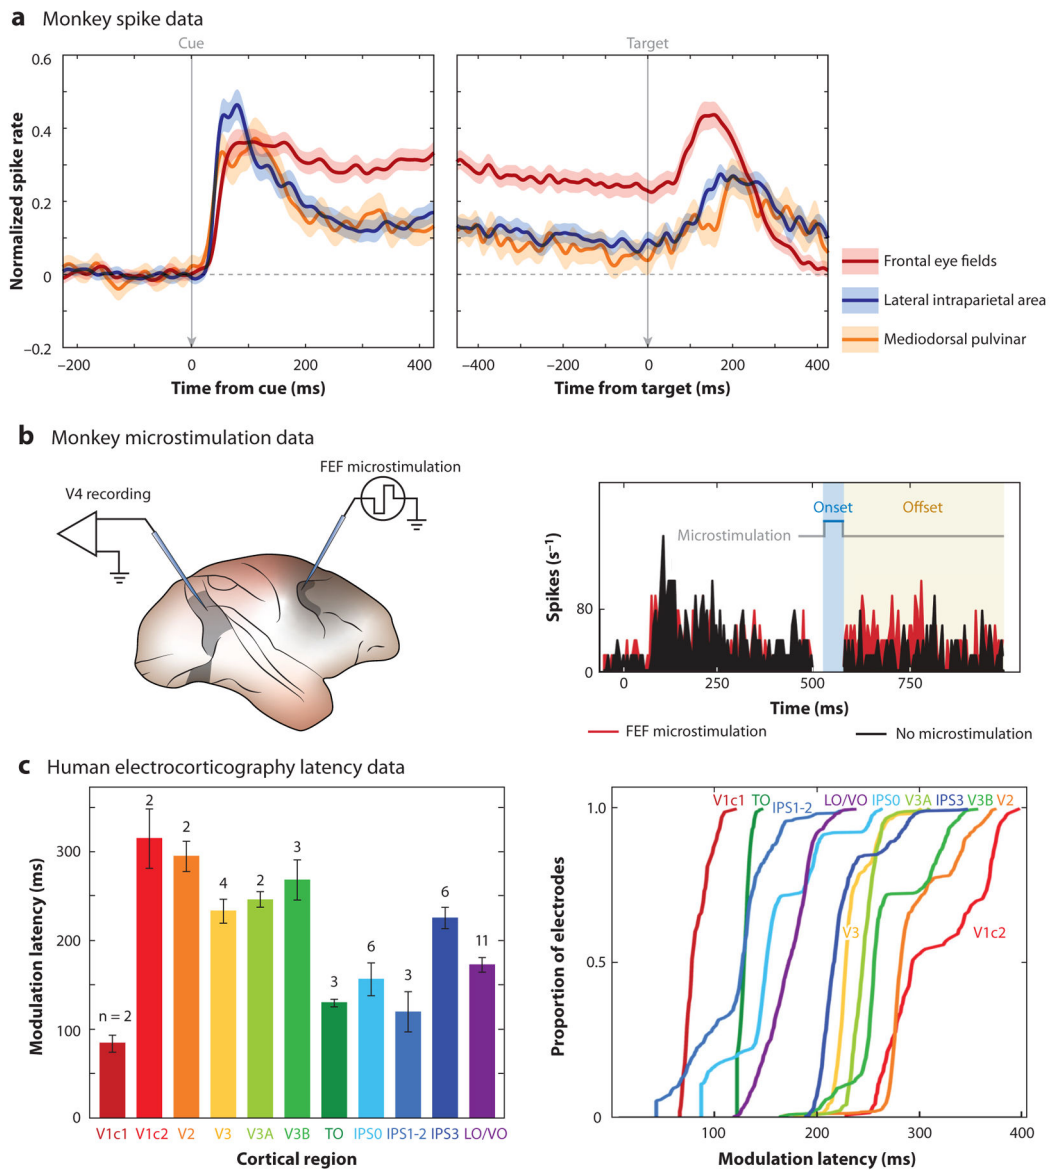 a Monkey spike data
Cue
Target
0.6
0.4
0.2
0
−0.2
Normalized spike rate
−200
0
200
400
Time from cue (ms)
−400
−200
0
200
400
Time from target (ms)
Frontal eye fields
Lateral intraparietal area
Mediodorsal pulvinar
b Monkey microstimulation data
V4 recording
FEF microstimulation
Onset
Offset
Microstimulation
Spikes (s⁻¹)
80
0
0
250
500
750
Time (ms)
FEF microstimulation
No microstimulation
c Human electrocorticography latency data
Modulation latency (ms)
300
200
100
0
n = 2
2
2
4
2
3
3
6
3
6
11
V1c1
V1c2
V2
V3
V3A
V3B
TO
IPS0
IPS1-2
IPS3
LO/VO
Cortical region
Proportion of electrodes
1.0
0.5
0
V1c1
TO
IPS1-2
LO/VO
IPS0
V3A
IPS3
V3B
V2
V3
V1c2
100
200
300
400
Modulation latency (ms)